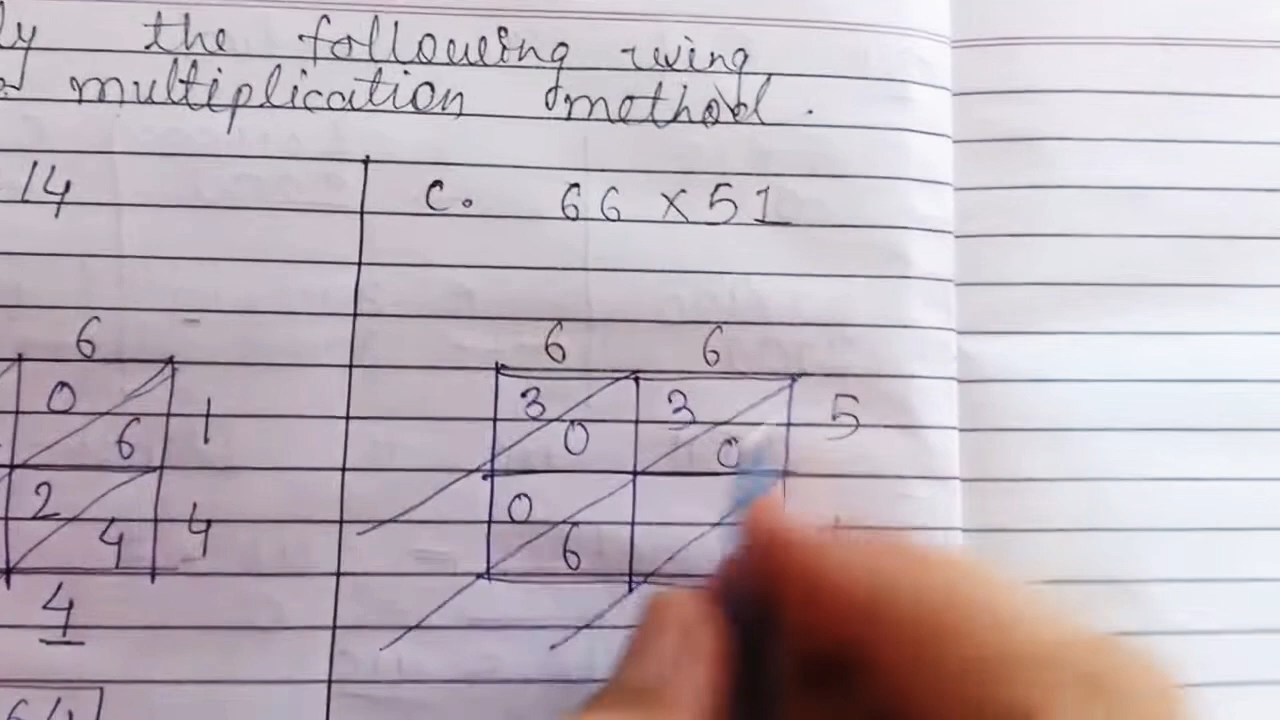 the following using
multiplication method.
14
c. 66 x 51
6
6 6
0
6 1
3 0 3 0 5
2
4 4
0
6
4